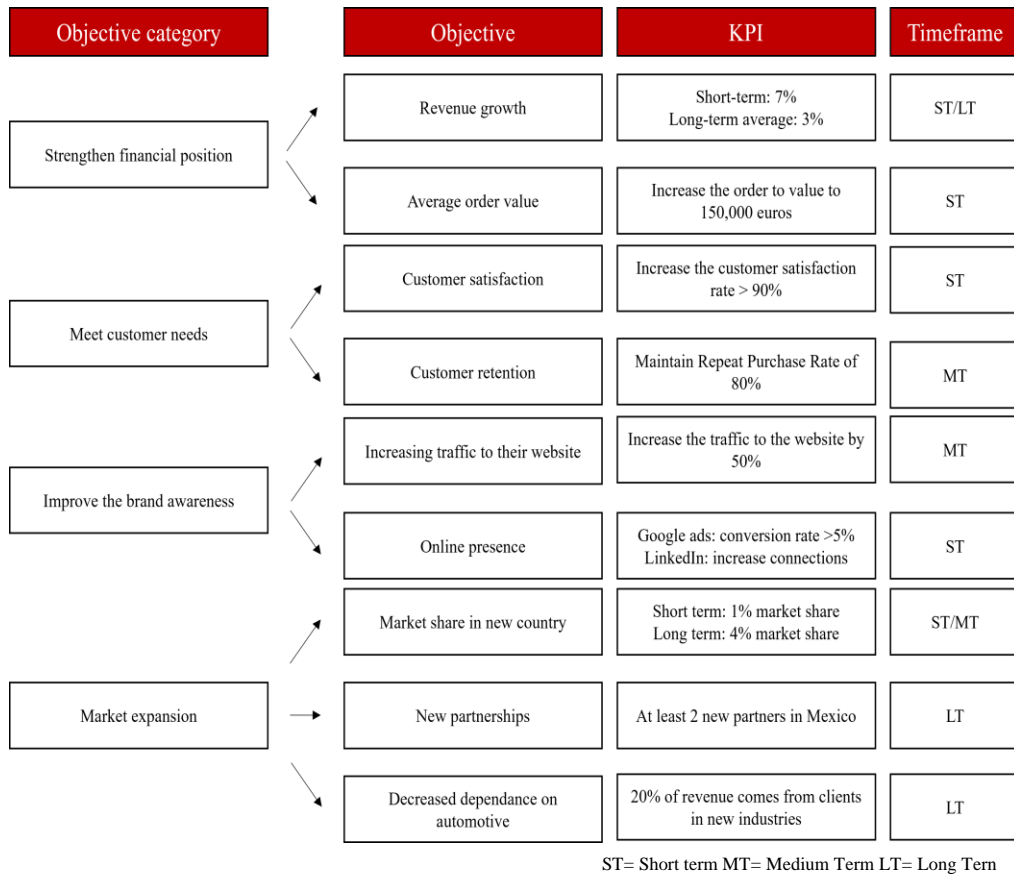 Objective category
Objective
KPI
Timeframe
Strengthen financial position
Revenue growth
Short-term: 7%
Long-term average: 3%
ST/LT
Average order value
Increase the order to value to
150,000 euros
ST
Meet customer needs
Customer satisfaction
Increase the customer satisfaction
rate > 90%
ST
Customer retention
Maintain Repeat Purchase Rate of
80%
MT
Improve the brand awareness
Increasing traffic to their website
Increase the traffic to the website by
50%
MT
Online presence
Google ads: conversion rate >5%
LinkedIn: increase connections
ST
Market expansion
Market share in new country
Short term: 1% market share
Long term: 4% market share
ST/MT
New partnerships
At least 2 new partners in Mexico
LT
Decreased dependance on
automotive
20% of revenue comes from clients
in new industries
LT
ST= Short term MT= Medium Term LT= Long Tern